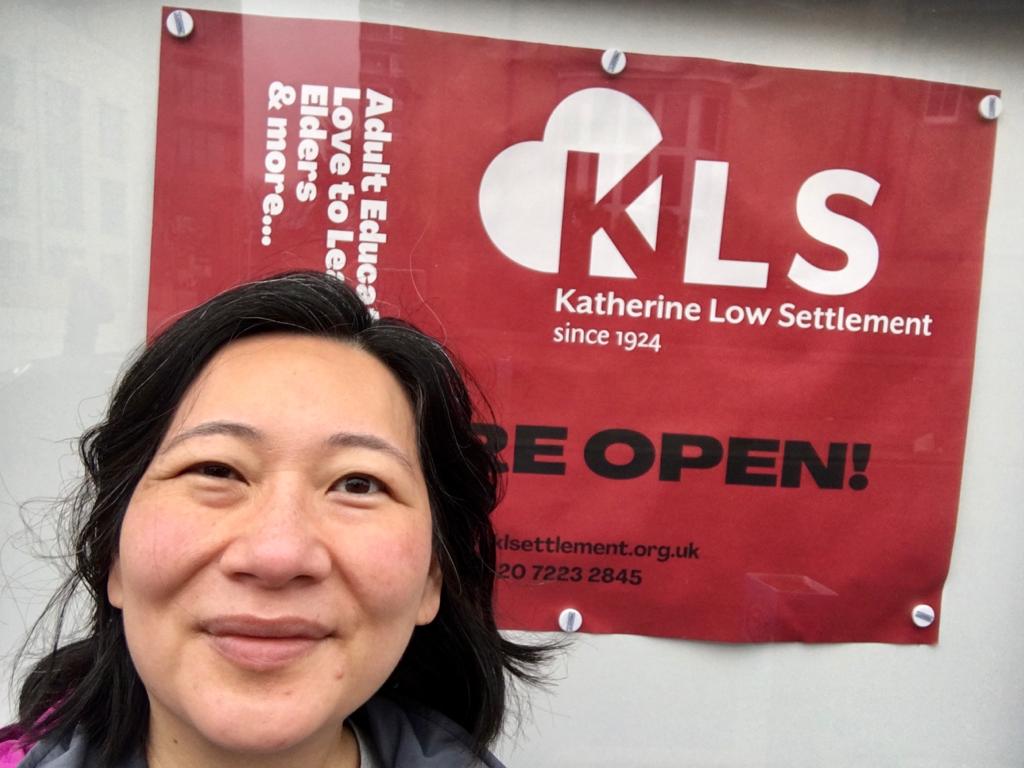 KLS
Katherine Low Settlement
since 1924
Adult Educa
Love to Lea
Elders
& more...
RE OPEN!
klsettlement.org.uk
20 7223 2845